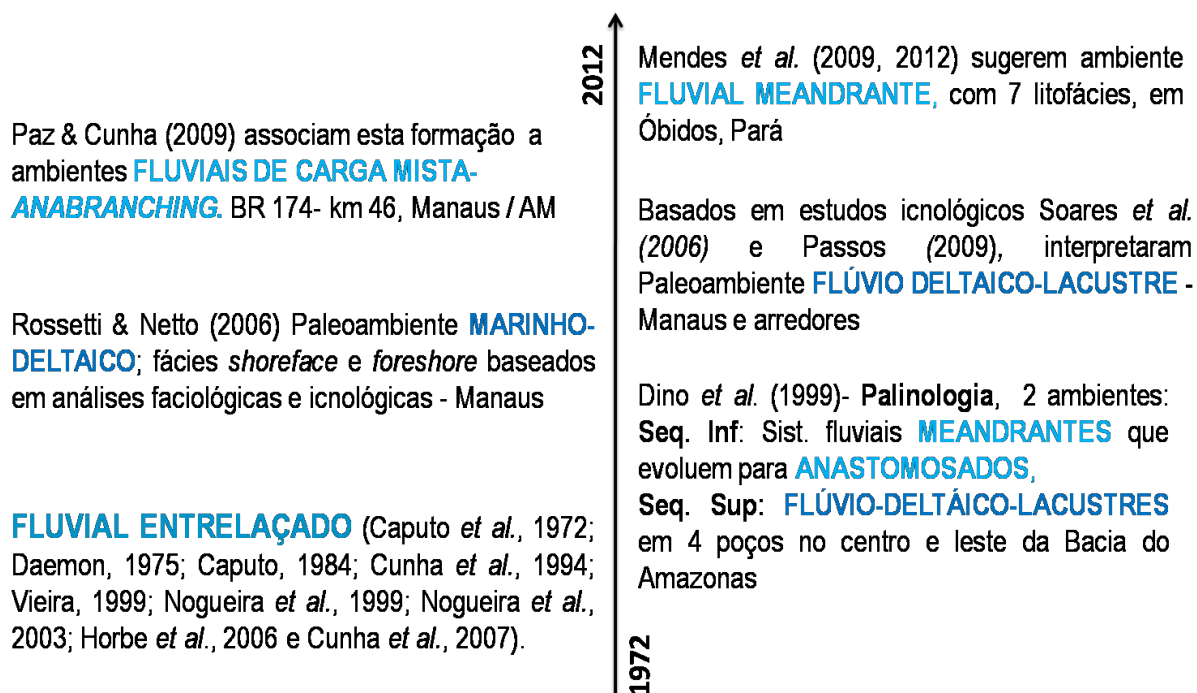 2012
Paz & Cunha (2009) associam esta formação a
ambientes FLUVIAIS DE CARGA MISTA-
ANABRANCHING. BR 174- km 46, Manaus / AM
Rossetti & Netto (2006) Paleoambiente MARINHO-
DELTAICO; fácies shoreface e foreshore baseados
em análises faciológicas e icnológicas - Manaus
FLUVIAL ENTRELAÇADO (Caputo et al., 1972;
Daemon, 1975; Caputo, 1984; Cunha et al., 1994;
Vieira, 1999; Nogueira et al., 1999; Nogueira et al.,
2003; Horbe et al., 2006 e Cunha et al., 2007).
Mendes et al. (2009, 2012) sugerem ambiente
FLUVIAL MEANDRANTE, com 7 litofácies, em
Óbidos, Pará
Basados em estudos icnológicos Soares et al.
(2006) e Passos (2009), interpretaram
Paleoambiente FLÚVIO DELTAICO-LACUSTRE -
Manaus e arredores
Dino et al. (1999)- Palinologia, 2 ambientes:
Seq. Inf: Sist. fluviais MEANDRANTES que
evoluem para ANASTOMOSADOS,
Seq. Sup: FLÚVIO-DELTÁICO-LACUSTRES
em 4 poços no centro e leste da Bacia do
Amazonas
1972